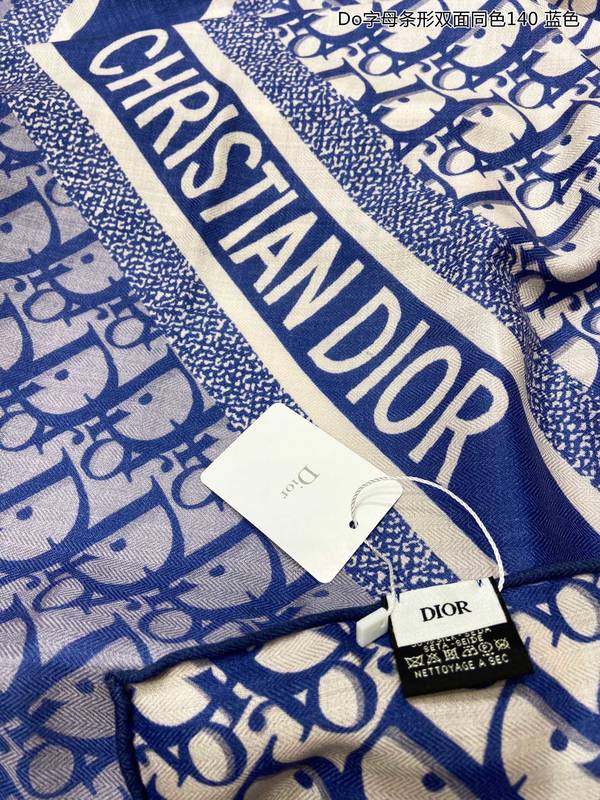 Do字母条形双面同色140 蓝色
CHRISTIAN DIOR
Dior
DIOR
SETA-SEIDE
NETTOYAGE A SEC